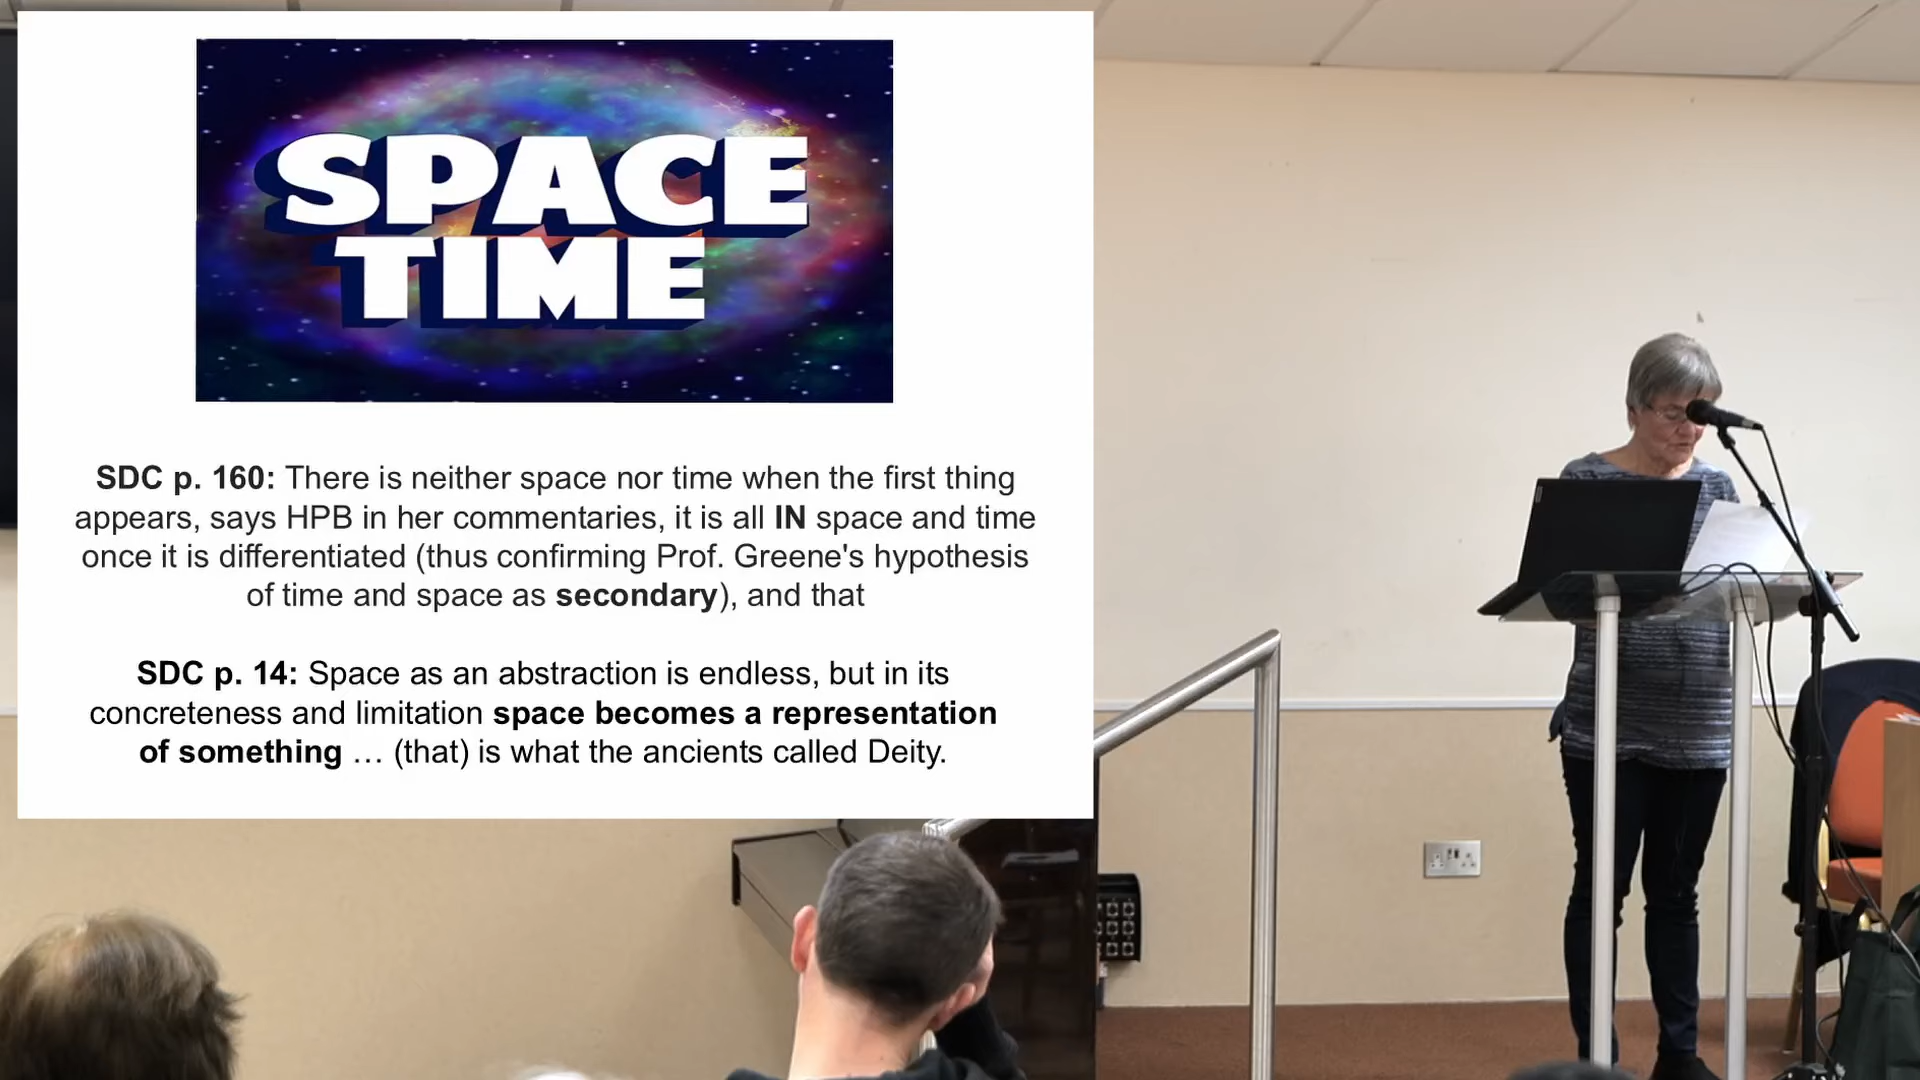 SPACE
TIME
SDC p. 160: There is neither space nor time when the first thing
appears, says HPB in her commentaries, it is all IN space and time
once it is differentiated (thus confirming Prof. Greene's hypothesis
of time and space as secondary), and that
SDC p. 14: Space as an abstraction is endless, but in its
concreteness and limitation space becomes a representation
of something … (that) is what the ancients called Deity.